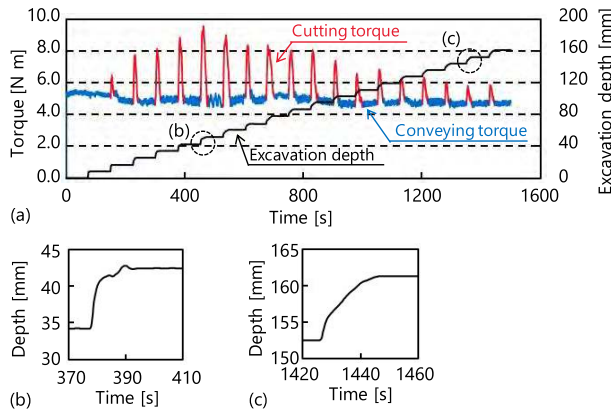 10.0
8.0
6.0
4.0
2.0
0.0
Torque [N m]
200
160
120
80
40
0
Excavation depth [mm]
Cutting torque
(c)
(b)
Conveying torque
Excavation depth
0
400
800
1200
1600
(a)
Time [s]
45
40
35
30
Depth [mm]
370
390
410
(b)
Time [s]
165
160
155
150
Depth [mm]
1420
1440
1460
(c)
Time [s]